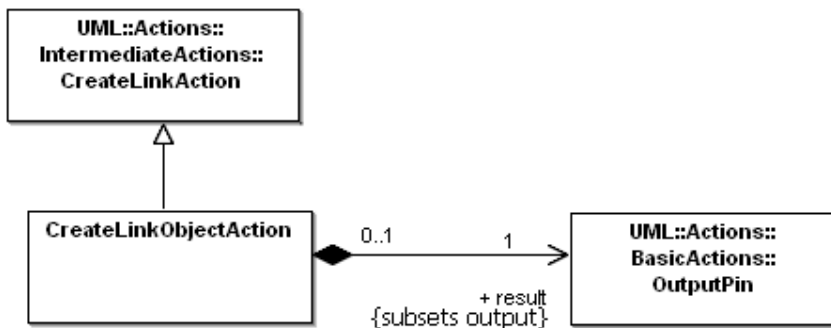 UML::Actions::
IntermediateActions::
CreateLinkAction
CreateLinkObjectAction
0..1
1
+ result
{subsets output}
UML::Actions::
BasicActions::
OutputPin